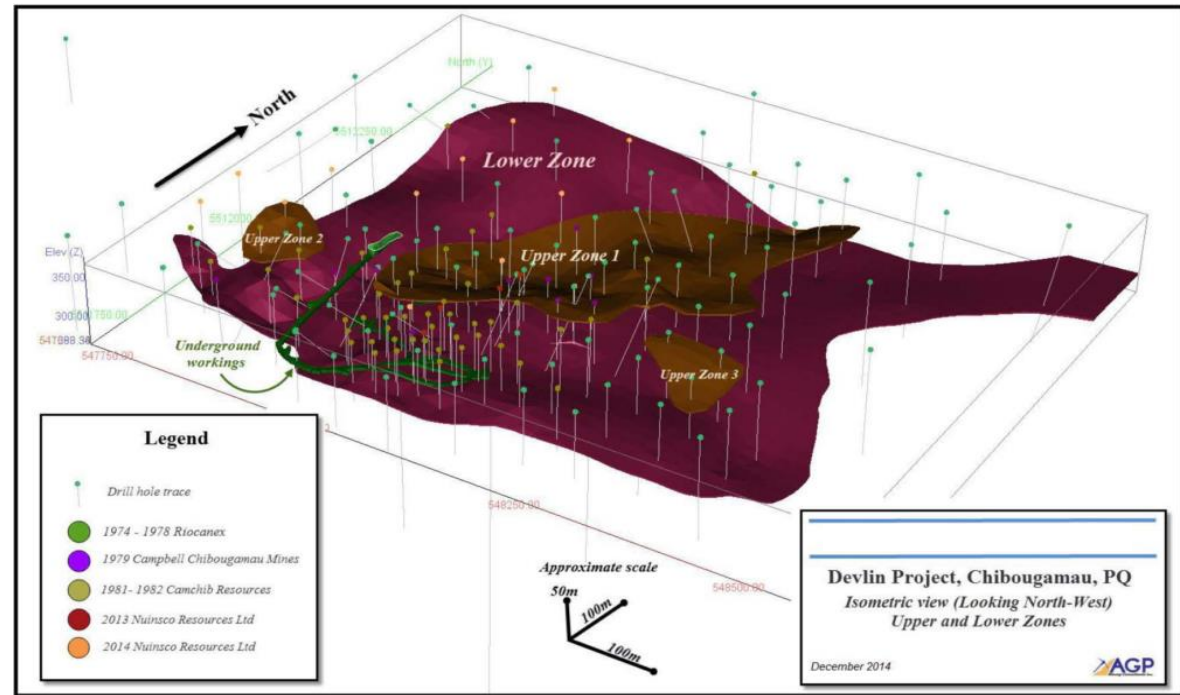 North (Y)
North
5512250.00
Lower Zone
5512000.00
Upper Zone 2
Upper Zone 1
Elev (Z)
350.00
300.00
547750.00
Underground
workings
Upper Zone 3
548250.00
548500.00
Legend
Drill hole trace
1974 - 1978 Riocanex
1979 Campbell Chibougamau Mines
1981- 1982 Camchib Resources
2013 Nuinsco Resources Ltd
2014 Nuinsco Resources Ltd
Approximate scale
50m
100m
100m
Devlin Project, Chibougamau, PQ
Isometric view (Looking North-West)
Upper and Lower Zones
December 2014
AGP